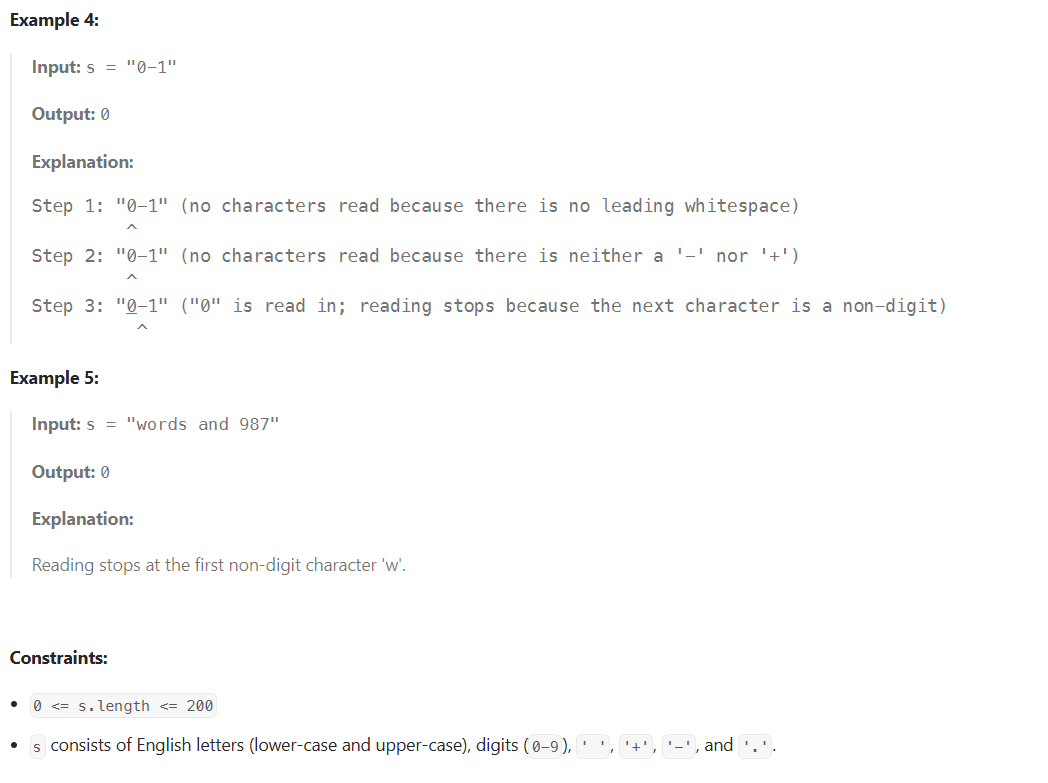 Example 4:
Input: s = "0-1"
Output: 0
Explanation:
Step 1: "0-1" (no characters read because there is no leading whitespace)
^
Step 2: "0-1" (no characters read because there is neither a '-' nor '+')
^
Step 3: "0-1" ("0" is read in; reading stops because the next character is a non-digit)
^
Example 5:
Input: s = "words and 987"
Output: 0
Explanation:
Reading stops at the first non-digit character 'w'.
Constraints:
• 0 <= s.length <= 200
• s consists of English letters (lower-case and upper-case), digits (0-9), ' ', '+', '-', and '.'.